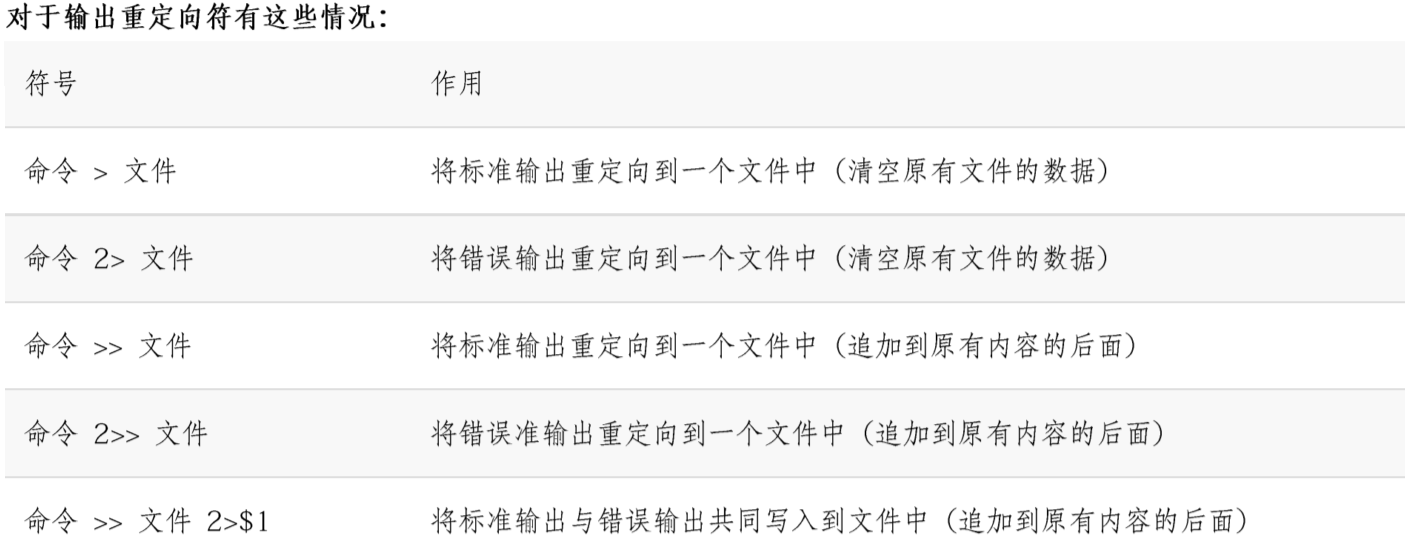 对于输出重定向符有这些情况：
符号 作用
命令 > 文件 将标准输出重定向到一个文件中（清空原有文件的数据）
命令 2> 文件 将错误输出重定向到一个文件中（清空原有文件的数据）
命令 >> 文件 将标准输出重定向到一个文件中（追加到原有内容的后面）
命令 2>> 文件 将错误准输出重定向到一个文件中（追加到原有内容的后面）
命令 >> 文件 2>$1 将标准输出与错误输出共同写入到文件中（追加到原有内容的后面）